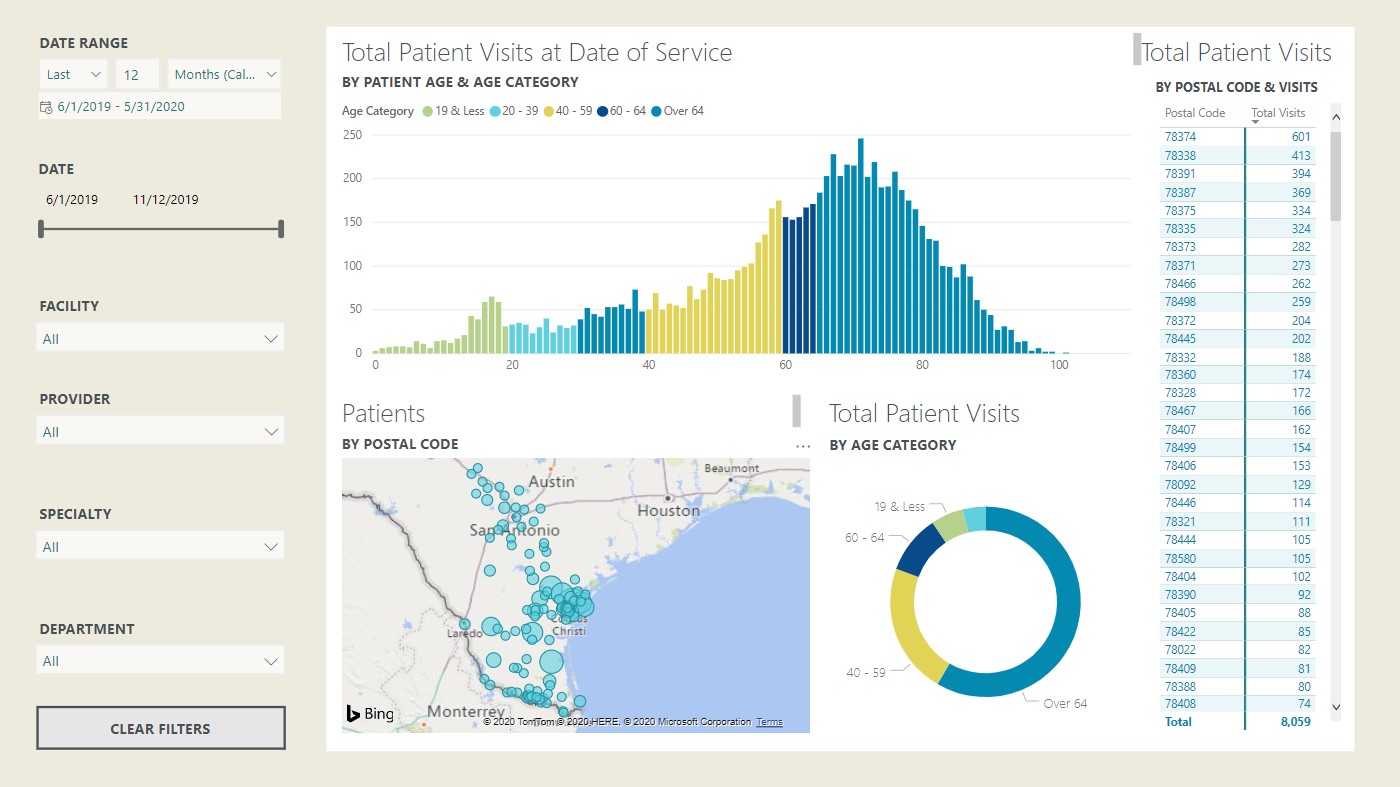 DATE RANGE
Last
12
Months (Cal...
6/1/2019 - 5/31/2020
DATE
6/1/2019 11/12/2019
FACILITY
All
PROVIDER
All
SPECIALTY
All
DEPARTMENT
All
CLEAR FILTERS
Total Patient Visits at Date of Service
BY PATIENT AGE & AGE CATEGORY
Age Category 19 & Less 20 - 39 40 - 59 60 - 64 Over 64
250
200
150
100
50
0
0 20 40 60 80 100
Patients
BY POSTAL CODE
...
Austin
Beaumont
Houston
San Antonio
Laredo
Corpus
Christi
Monterrey
Bing
© 2020 TomTom © 2020 HERE, © 2020 Microsoft Corporation Terms
Total Patient Visits
BY AGE CATEGORY
19 & Less
60 - 64
40 - 59
Over 64
Total Patient Visits
BY POSTAL CODE & VISITS
Postal Code Total Visits
78374 601
78338 413
78391 394
78387 369
78375 334
78335 324
78373 282
78371 273
78466 262
78498 259
78372 204
78445 202
78332 188
78360 174
78328 172
78467 166
78407 162
78499 154
78406 153
78092 129
78446 114
78321 111
78444 105
78580 105
78404 102
78390 92
78405 88
78422 85
78022 82
78409 81
78388 80
78408 74
Total 8,059